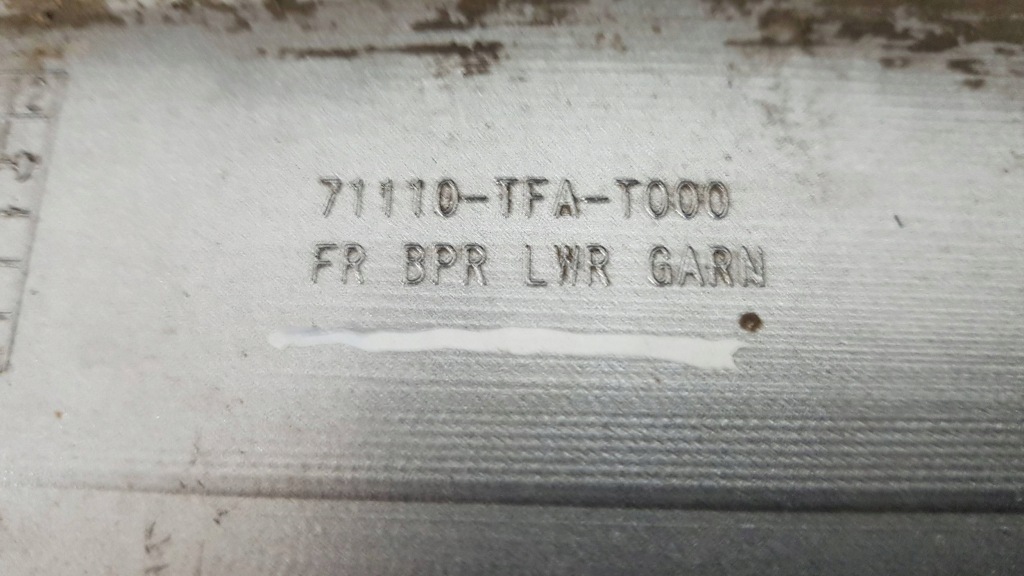 71110-TFA-T000
FR BPR LWR GARN